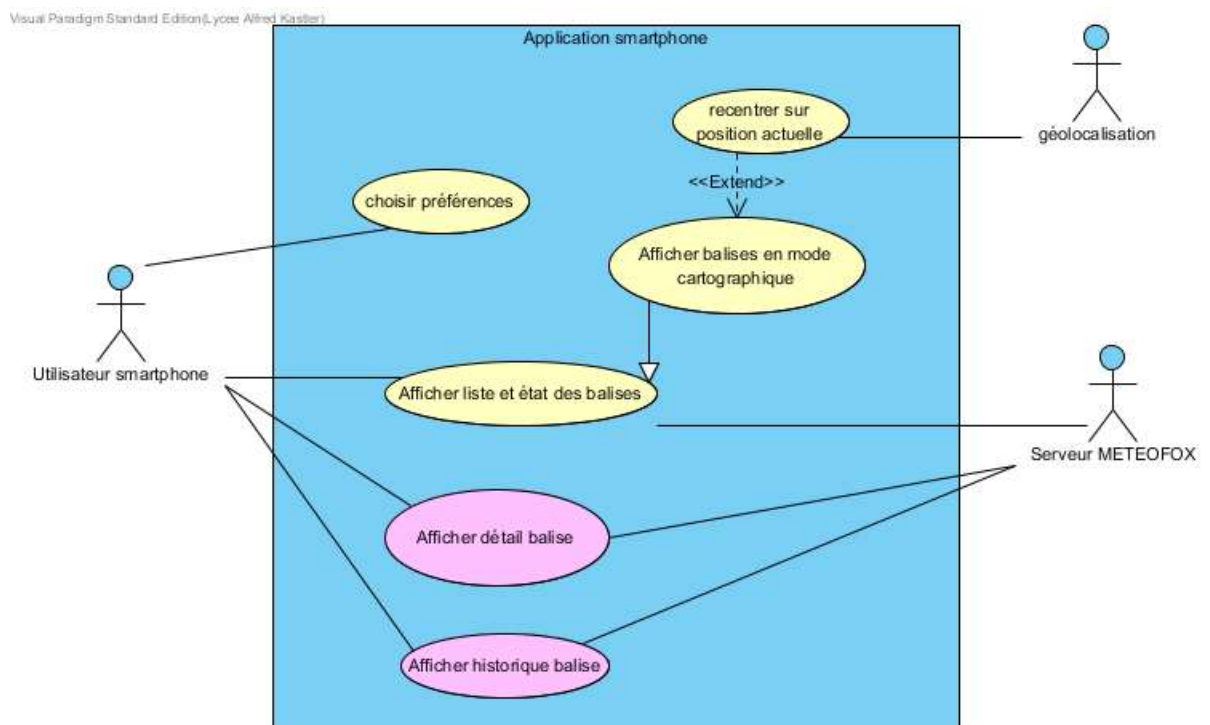 Visual Paradigm Standard Edition(Lycee Alfred Kastler)
Application smartphone
recentrer sur
position actuelle
géolocalisation
<<Extend>>
choisir préférences
Afficher balises en mode
cartographique
Utilisateur smartphone
Afficher liste et état des balises
Serveur METEOFOX
Afficher détail balise
Afficher historique balise